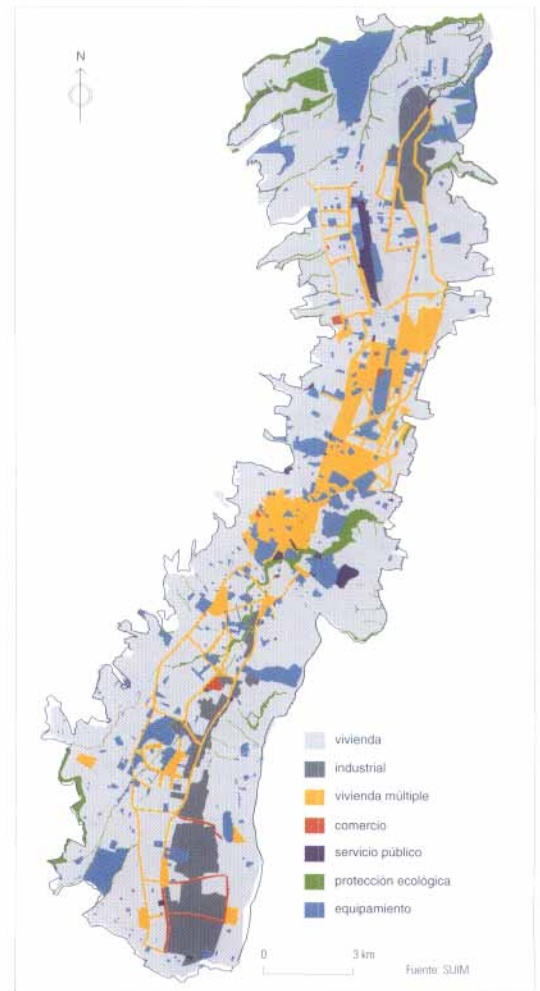 N
vivienda
industrial
vivienda múltiple
comercio
servicio público
protección ecológica
equipamiento
0 3 km
Fuente: SUIM